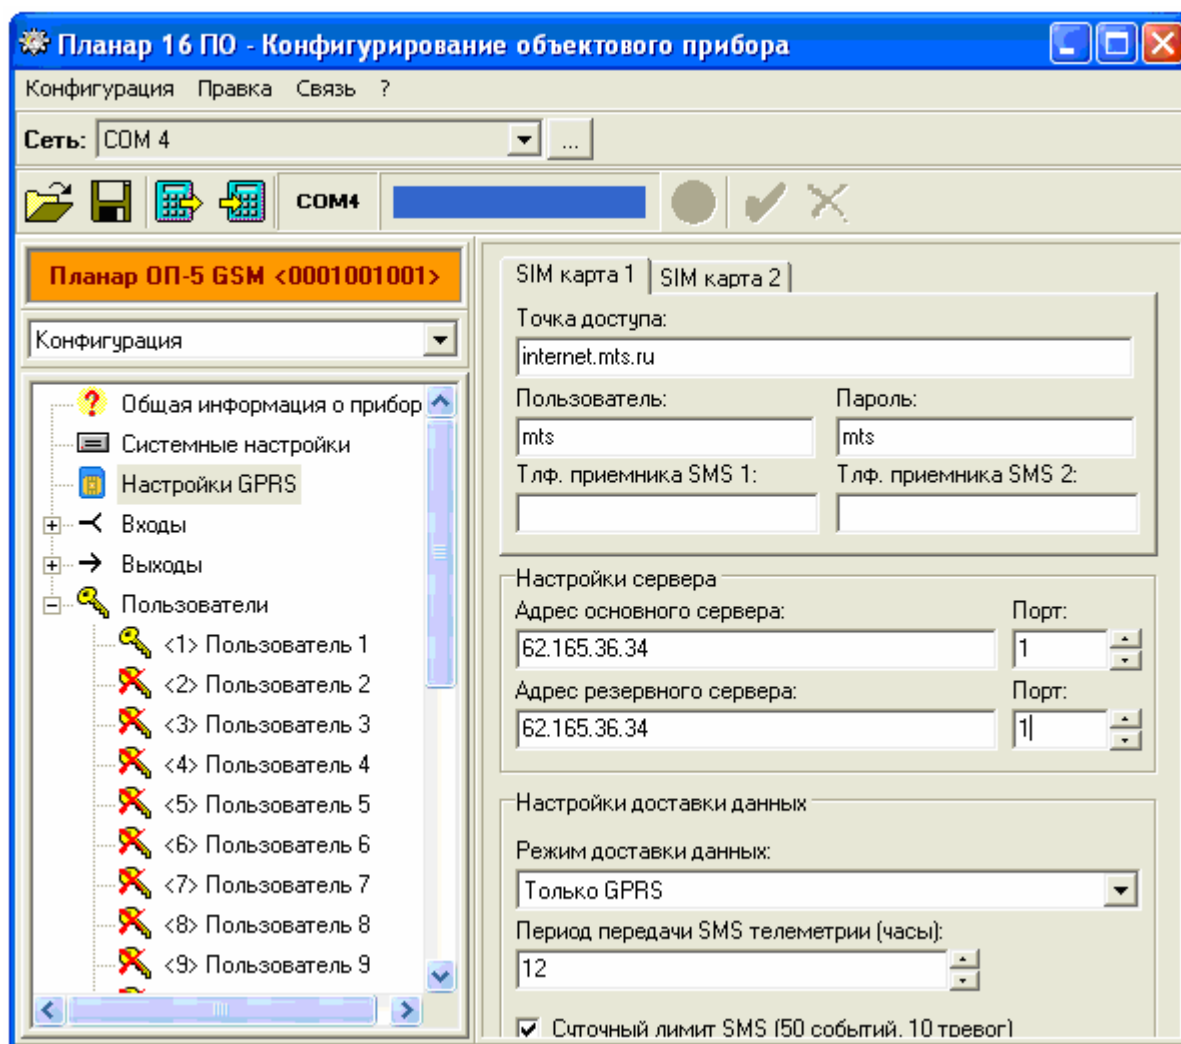 Планар 16 ПО - Конфигурирование объектового прибора
Конфигурация Правка Связь ?
Сеть: COM 4 ...
COM4
Планар ОП-5 GSM <0001001001>
Конфигурация
Общая информация о прибор
Системные настройки
Настройки GPRS
Входы
Выходы
Пользователи
<1> Пользователь 1
<2> Пользователь 2
<3> Пользователь 3
<4> Пользователь 4
<5> Пользователь 5
<6> Пользователь 6
<7> Пользователь 7
<8> Пользователь 8
<9> Пользователь 9
SIM карта 1 SIM карта 2
Точка доступа:
internet.mts.ru
Пользователь: Пароль:
mts mts
Тлф. приемника SMS 1: Тлф. приемника SMS 2:
Настройки сервера
Адрес основного сервера: Порт:
62.165.36.34 1
Адрес резервного сервера: Порт:
62.165.36.34 1
Настройки доставки данных
Режим доставки данных:
Только GPRS
Период передачи SMS телеметрии (часы):
12
Суточный лимит SMS (50 событий, 10 тревог)